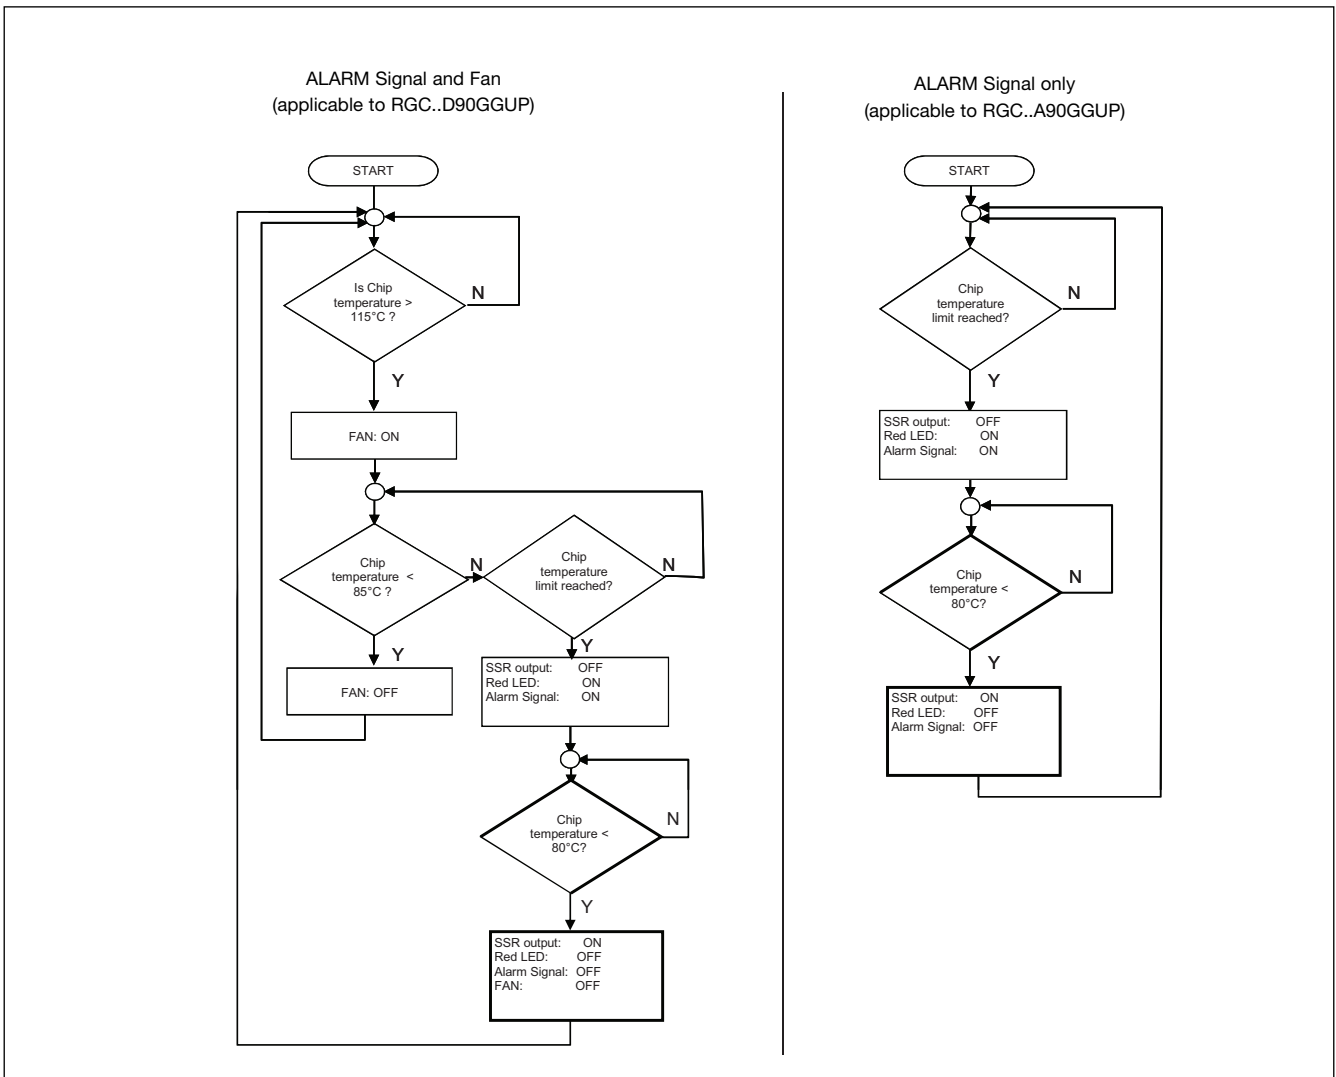 ALARM Signal and Fan
(applicable to RGC..D90GGUP)
START
Is Chip
temperature >
115°C ?
N
Y
FAN: ON
Chip
temperature <
85°C ?
N
Chip
temperature
limit reached?
N
Y
FAN: OFF
Y
SSR output: OFF
Red LED: ON
Alarm Signal: ON
Chip
temperature <
80°C?
N
Y
SSR output: ON
Red LED: OFF
Alarm Signal: OFF
FAN: OFF
ALARM Signal only
(applicable to RGC..A90GGUP)
START
Chip
temperature
limit reached?
N
Y
SSR output: OFF
Red LED: ON
Alarm Signal: ON
Chip
temperature <
80°C?
N
Y
SSR output: ON
Red LED: OFF
Alarm Signal: OFF